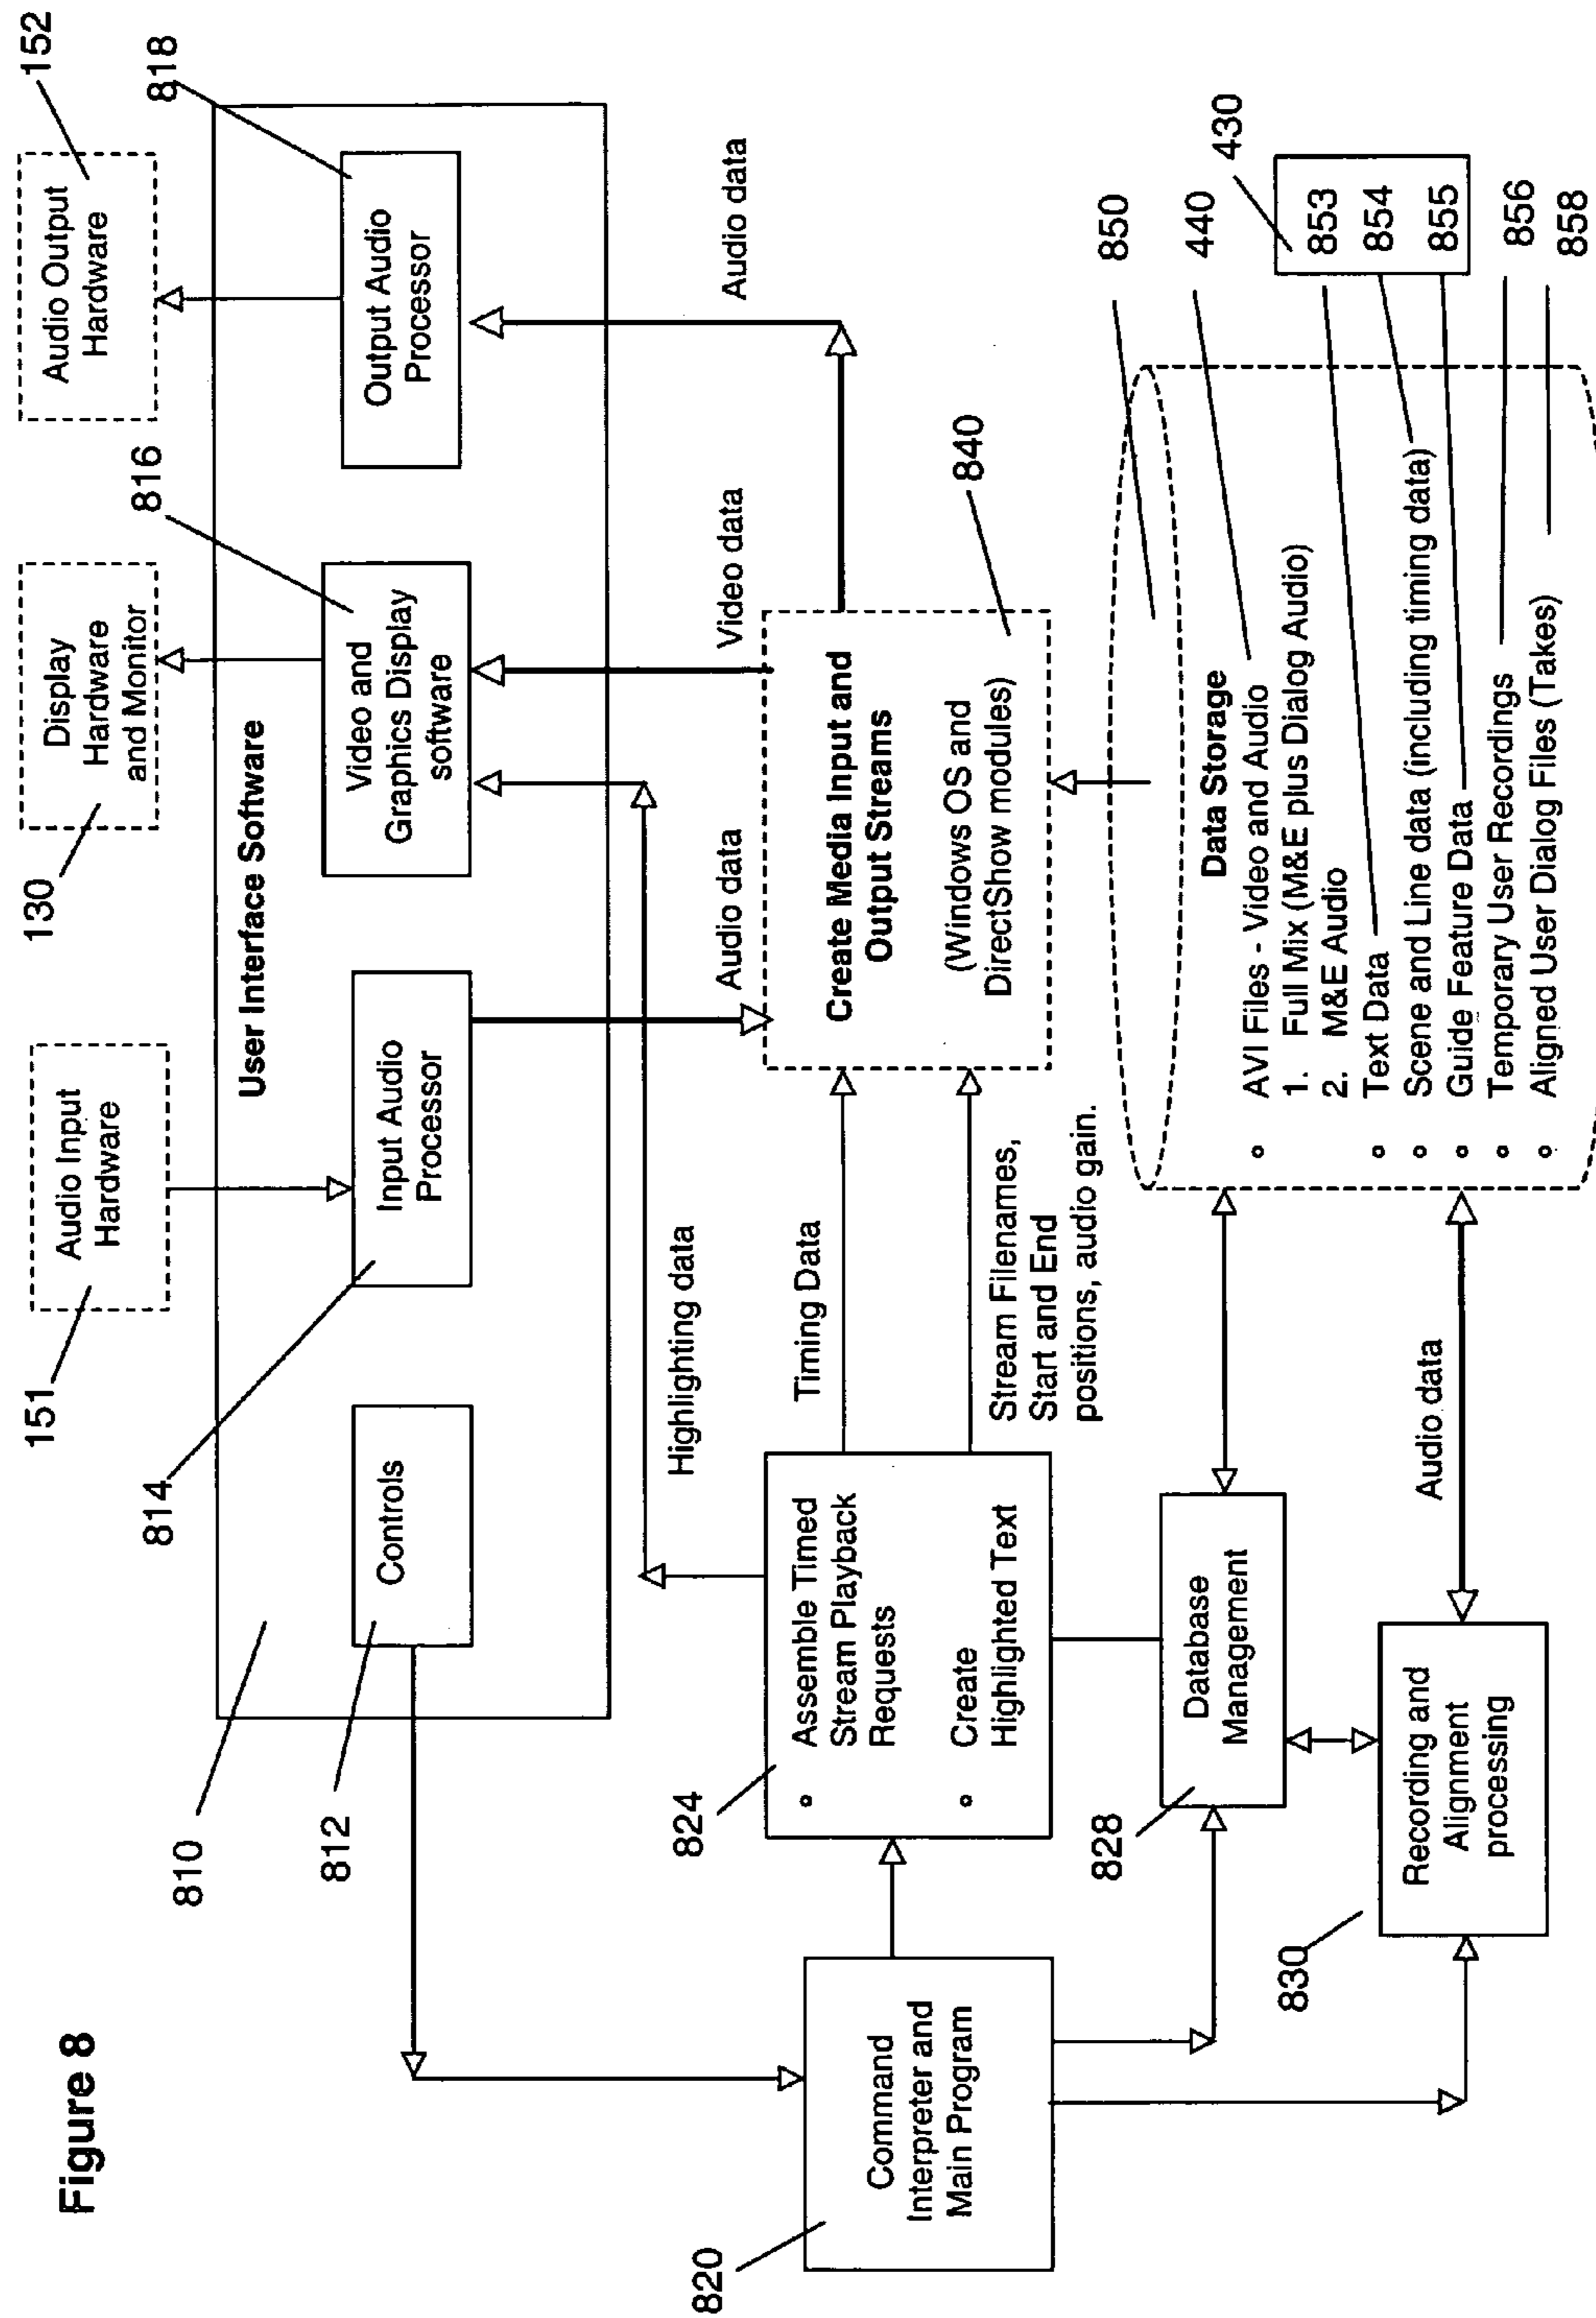 Figure 8
151
Audio Input
Hardware
130
Display
Hardware
and Monitor
152
Audio Output
Hardware
810
User Interface Software
812
Controls
814
Input Audio
Processor
816
Video and
Graphics Display
software
818
Output Audio
Processor
Highlighting data
Audio data
Video data
Audio data
820
Command
Interpreter and
Main Program
824
Assemble Timed
Stream Playback
Requests
Create
Highlighted Text
Timing Data
Stream Filenames,
Start and End
positions, audio gain.
Create Media Input and
Output Streams
(Windows OS and
DirectShow modules)
840
828
Database
Management
830
Recording and
Alignment
processing
Audio data
850
Data Storage
AVI Files - Video and Audio
1. Full Mix (M&E plus Dialog Audio)
2. M&E Audio
Text Data
Scene and Line data (including timing data)
Guide Feature Data
Temporary User Recordings
Aligned User Dialog Files (Takes)
440
430
853
854
855
856
858